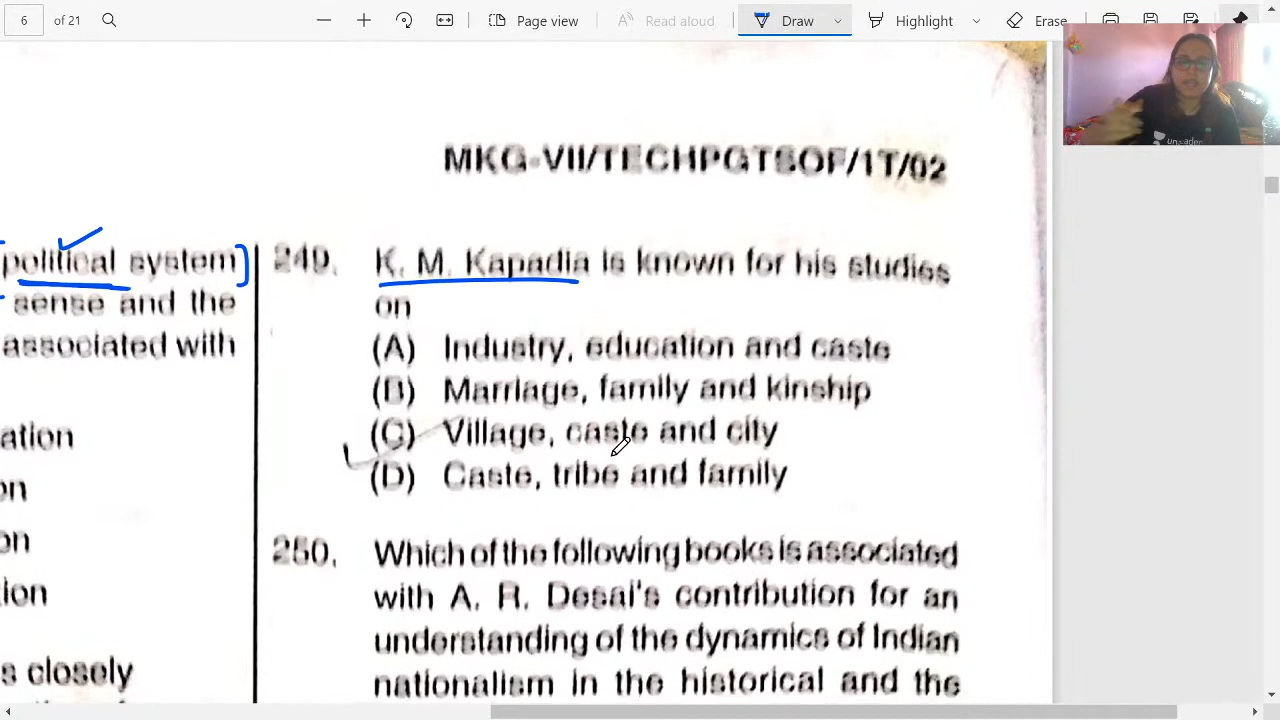 6 of 21
Page view
Read aloud
Draw
Highlight
Erase
MKG-VII/TECHPGTSOF/1T/02
political system
sense and the
associated with
ation
on
on
ion
s closely
249. K. M. Kapadia is known for his studies
on
(A) Industry, education and caste
(B) Marriage, family and kinship
(C) Village, caste and city
(D) Caste, tribe and family
250. Which of the following books is associated
with A. R. Desai's contribution for an
understanding of the dynamics of Indian
nationalism in the historical and the